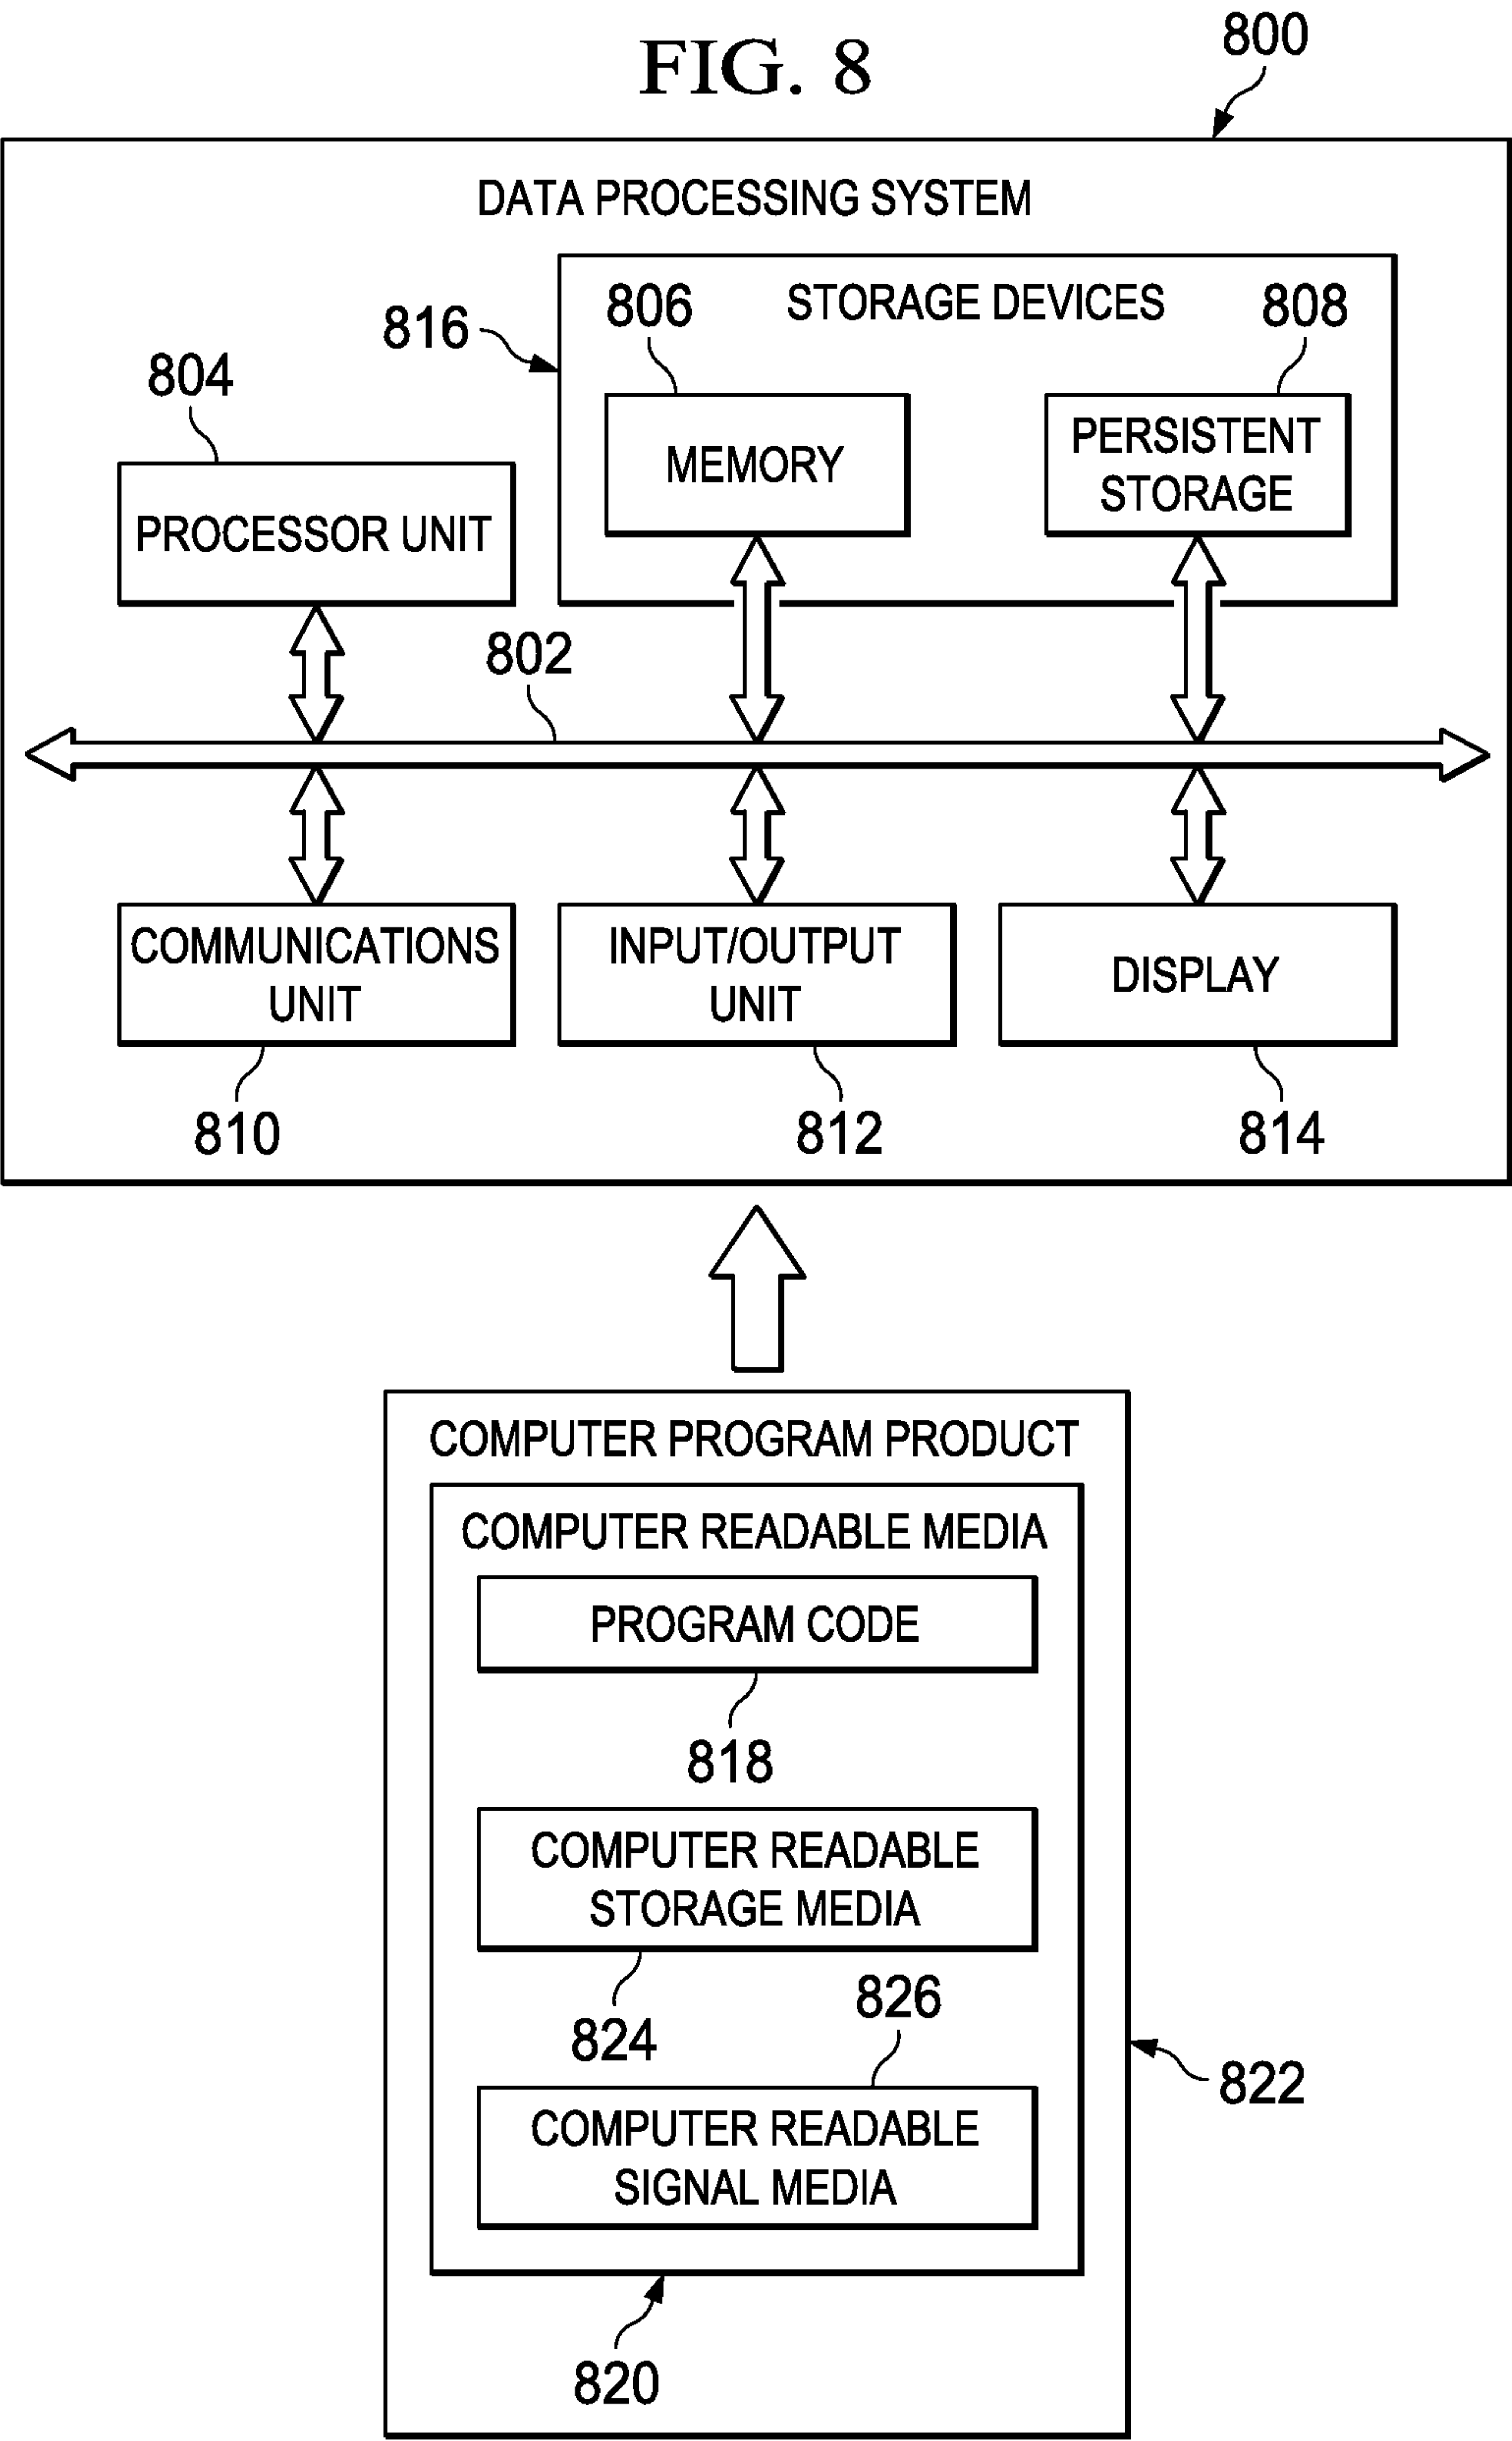 FIG. 8
800
DATA PROCESSING SYSTEM
STORAGE DEVICES
806
808
816
804
MEMORY
PERSISTENT
STORAGE
PROCESSOR UNIT
802
COMMUNICATIONS
UNIT
INPUT/OUTPUT
UNIT
DISPLAY
810
812
814
COMPUTER PROGRAM PRODUCT
COMPUTER READABLE MEDIA
PROGRAM CODE
818
COMPUTER READABLE
STORAGE MEDIA
824
826
822
COMPUTER READABLE
SIGNAL MEDIA
820